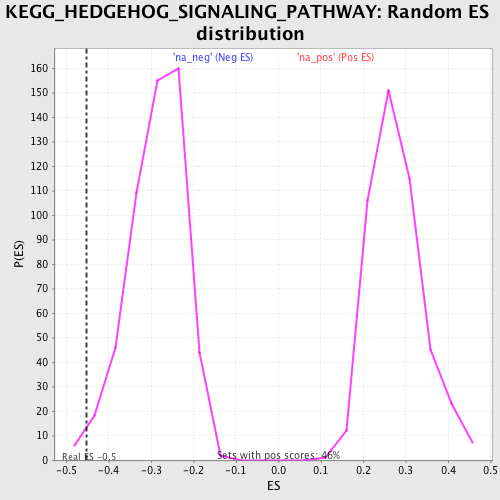 KEGG_HEDGEHOG_SIGNALING_PATHWAY: Random ES
distribution
'na_neg' (Neg ES) 'na_pos' (Pos ES)
160
150
140
130
120
110
100
90
80
70
60
50
40
30
20
10
0
P(ES)
Real ES -0.5
Sets with pos scores: 46%
-0.5 -0.4 -0.3 -0.2 -0.1 0.0 0.1 0.2 0.3 0.4 0.5
ES